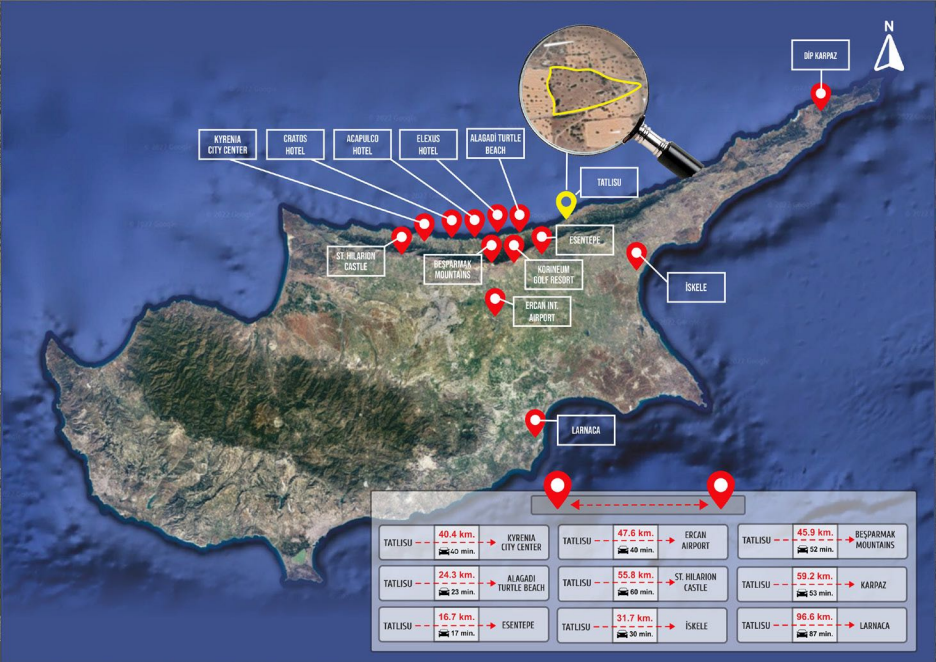 N
DİP KARPAZ
KYRENIA
CITY CENTER
CRATOS
HOTEL
ACAPULCO
HOTEL
ELEXUS
HOTEL
ALAGADİ TURTLE
BEACH
TATLISU
ST. HILARION
CASTLE
BEŞPARMAK
MOUNTAINS
KORINEUM
GOLF RESORT
ESENTEPE
İSKELE
ERCAN INT.
AIRPORT
LARNACA
TATLISU 40.4 km. KYRENIA
40 min. CITY CENTER
TATLISU 47.6 km. ERCAN
40 min. AIRPORT
TATLISU 45.9 km. BEŞPARMAK
52 min. MOUNTAINS
TATLISU 24.3 km. ALAGADI
23 min. TURTLE BEACH
TATLISU 55.8 km. ST. HILARION
60 min. CASTLE
TATLISU 59.2 km. KARPAZ
53 min.
TATLISU 16.7 km. ESENTEPE
17 min.
TATLISU 31.7 km. İSKELE
30 min.
TATLISU 96.6 km. LARNACA
87 min.